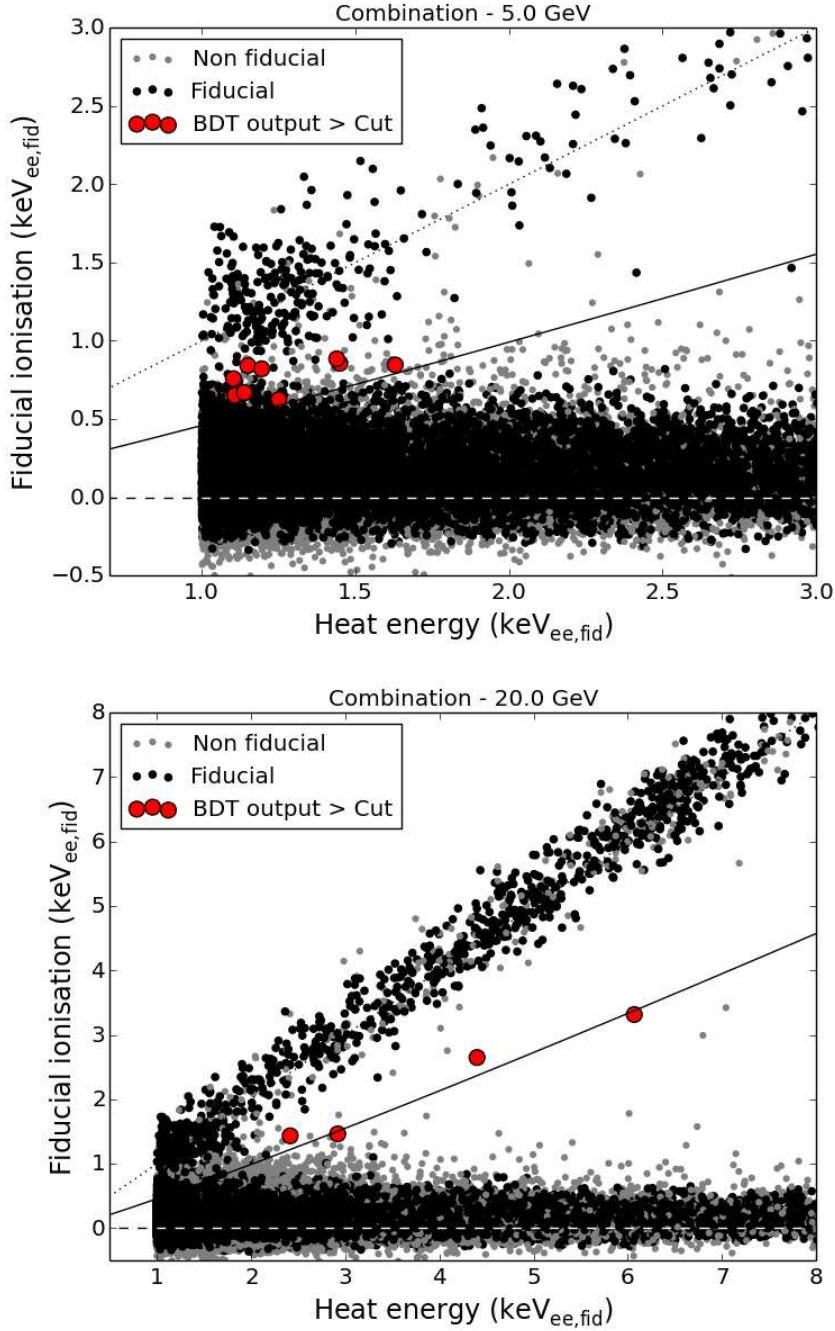 Combination - 5.0 GeV
3.0
2.5
2.0
1.5
1.0
0.5
0.0
−0.5
Fiducial ionisation (keVee,fid)
Non fiducial
Fiducial
BDT output > Cut
1.0
1.5
2.0
2.5
3.0
Heat energy (keVee,fid)
Combination - 20.0 GeV
8
7
6
5
4
3
2
1
0
Fiducial ionisation (keVee,fid)
Non fiducial
Fiducial
BDT output > Cut
1
2
3
4
5
6
7
8
Heat energy (keVee,fid)